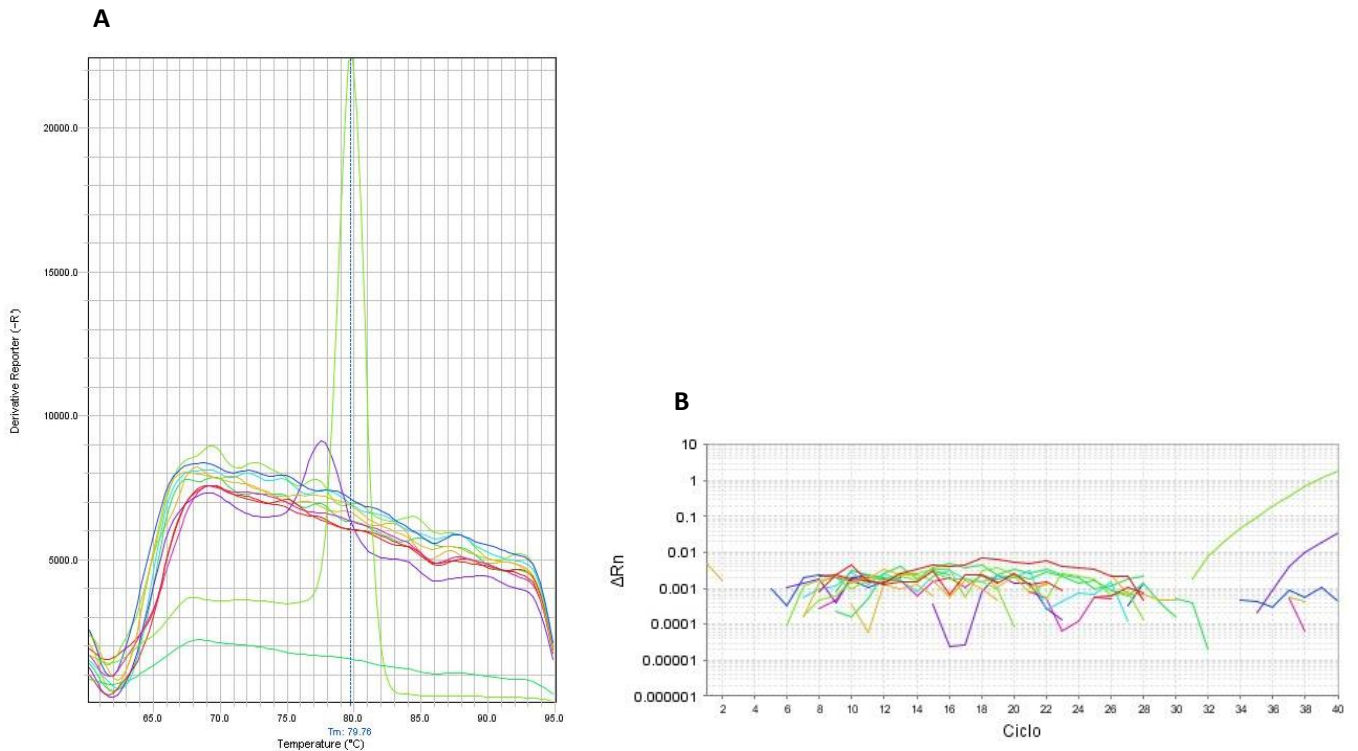 A
Derivative Reporter (-R')
20000.0
15000.0
10000.0
5000.0
65.0 70.0 75.0 80.0 85.0 90.0 95.0
Tm: 79.76
Temperature (°C)
B
ΔRn
10
1
0.1
0.01
0.001
0.0001
0.00001
0.000001
2 4 6 8 10 12 14 16 18 20 22 24 26 28 30 32 34 36 38 40
Ciclo